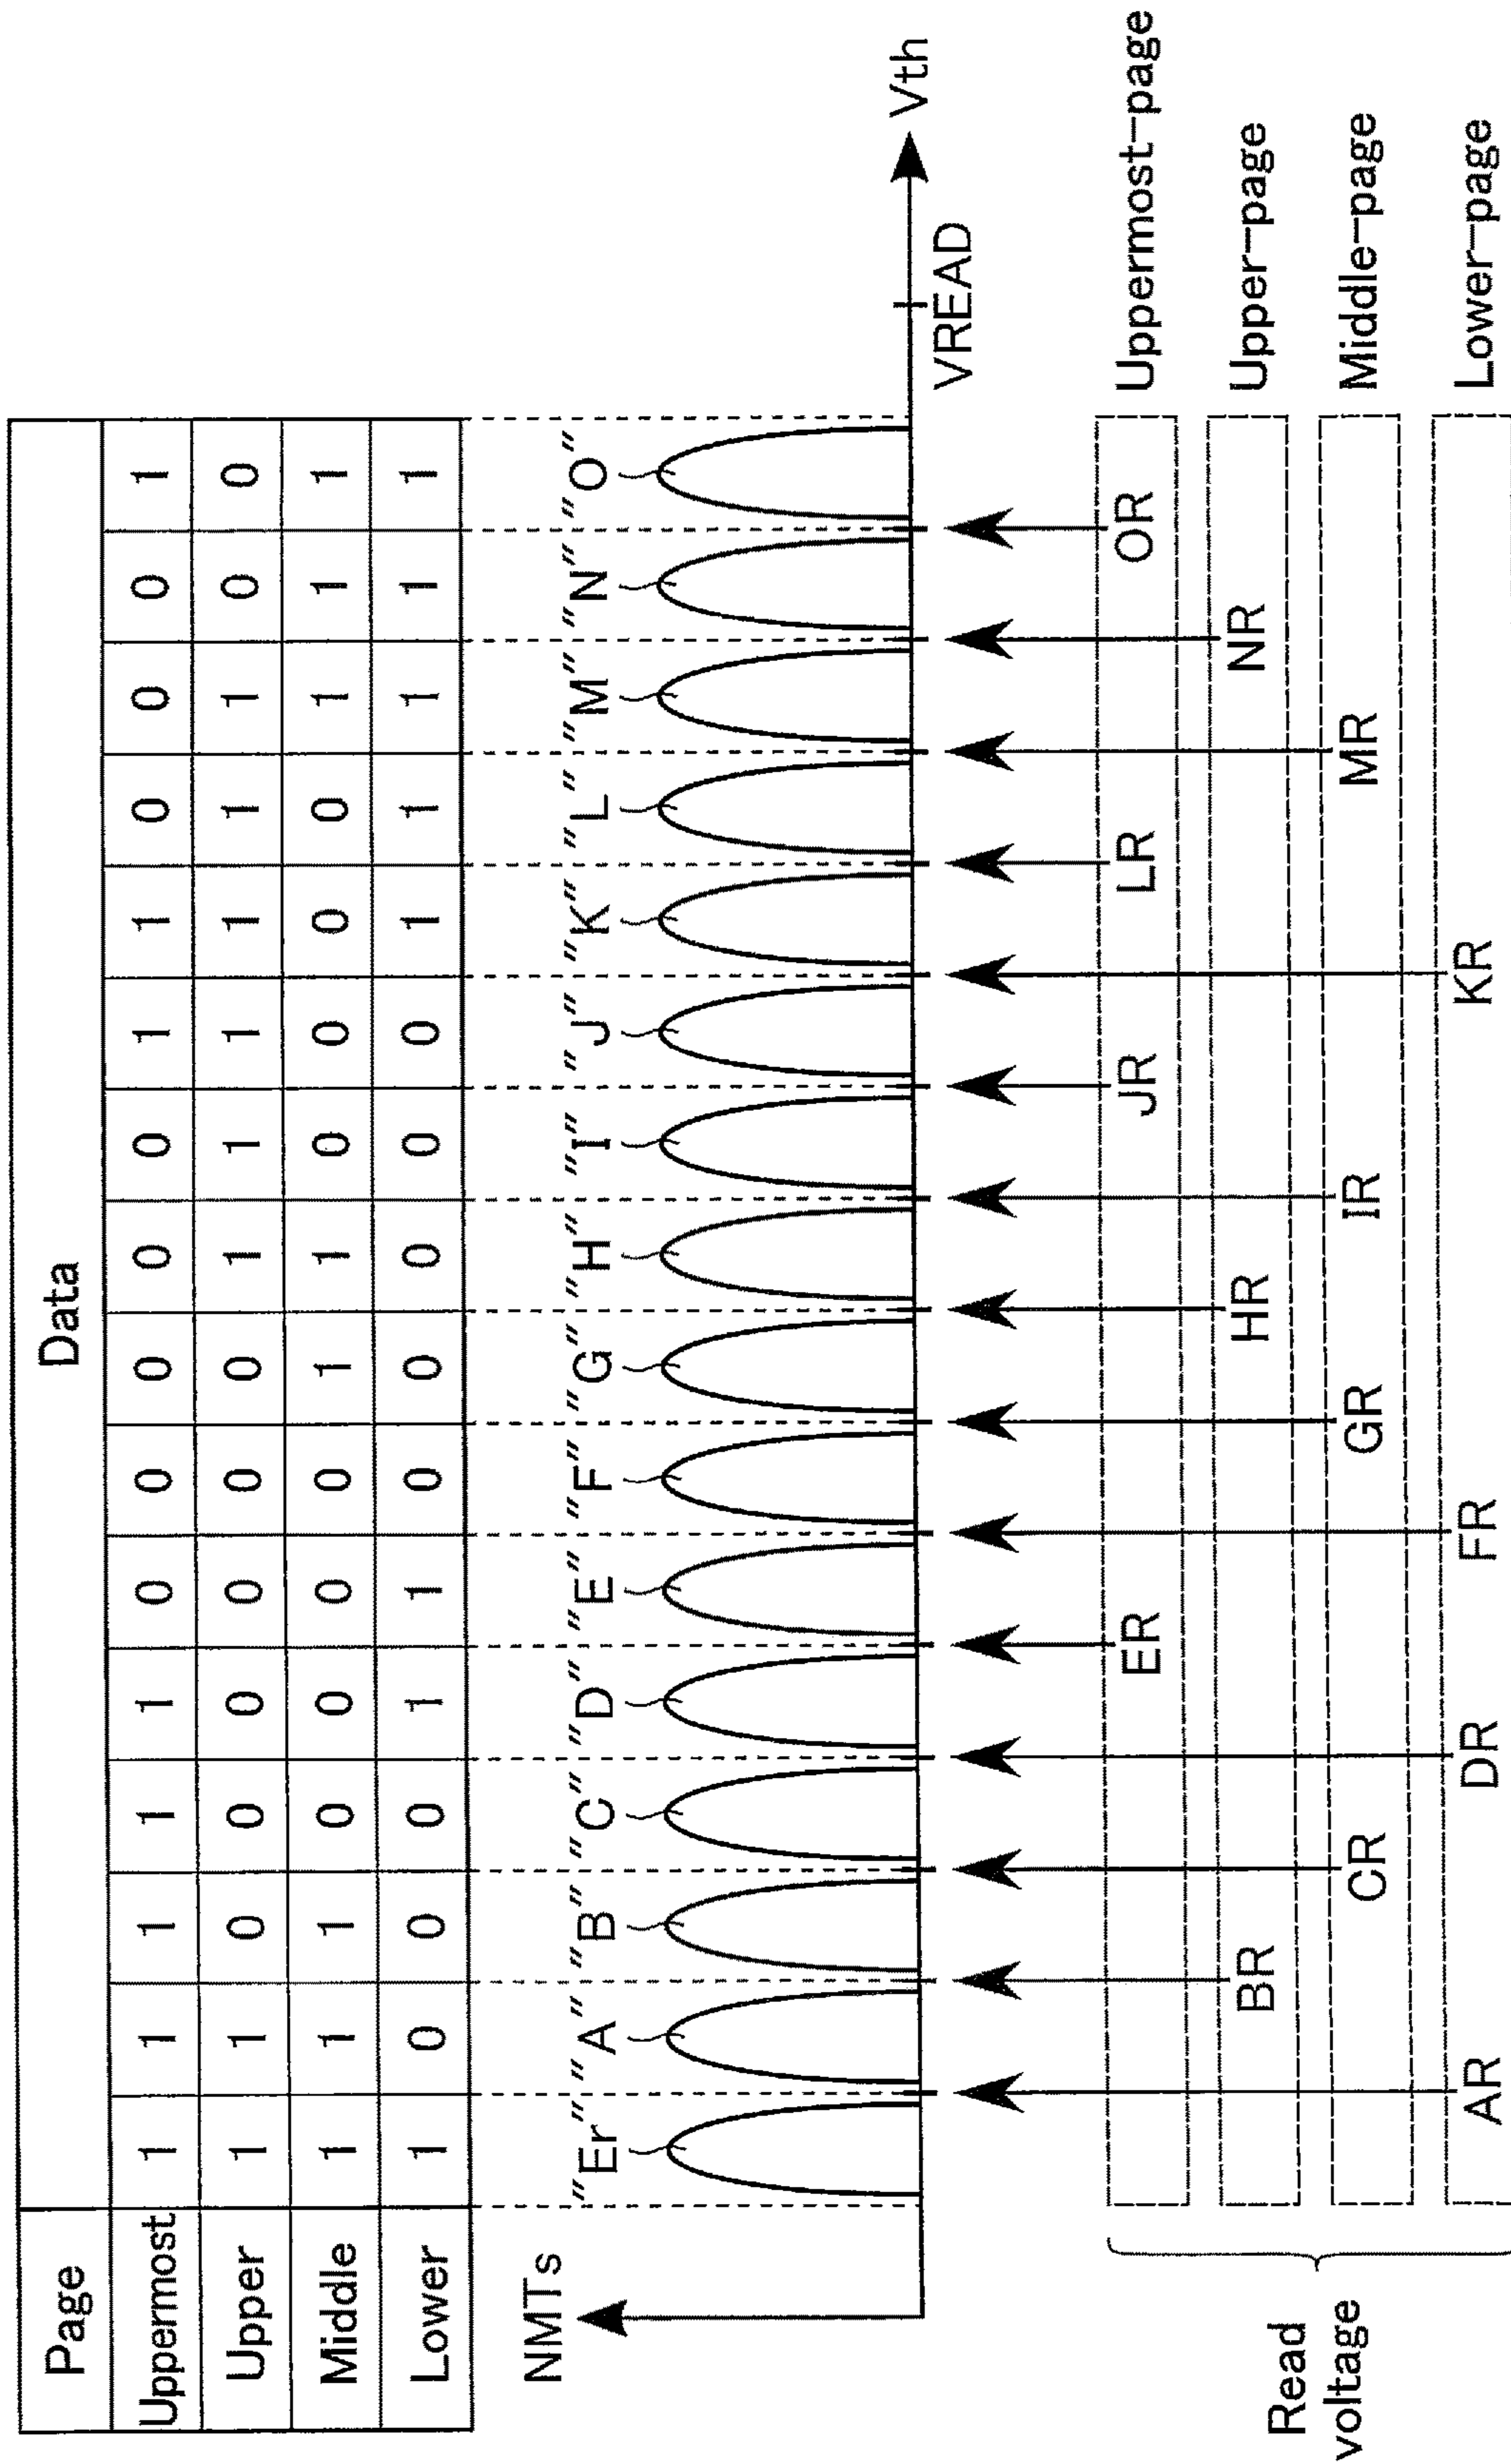 Page Data
Uppermost 1 1 1 1 1 0 0 0 0 0 1 1 0 0 0 1
Upper 1 1 0 0 0 0 0 0 1 1 1 1 1 1 0 0
Middle 1 1 1 0 0 0 0 1 1 0 0 0 0 1 1 1
Lower 1 0 0 0 1 1 0 0 0 0 0 1 1 1 1 1
NMTs "Er" "A" "B" "C" "D" "E" "F" "G" "H" "I" "J" "K" "L" "M" "N" "O"
Vth
VREAD
Read
voltage
ER JR LR OR Uppermost-page
BR HR NR Upper-page
CR GR IR MR Middle-page
AR DR FR KR Lower-page